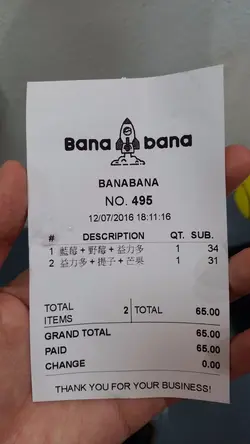 Bana bana
BANABANA
NO. 495
12/07/2016 18:11:16
# DESCRIPTION QT. SUB.
1 藍莓 + 野莓 + 益力多 1 34
2 益力多 + 提子 + 芒果 1 31
TOTAL ITEMS 2 TOTAL 65.00
GRAND TOTAL 65.00
PAID 65.00
CHANGE 0.00
THANK YOU FOR YOUR BUSINESS!